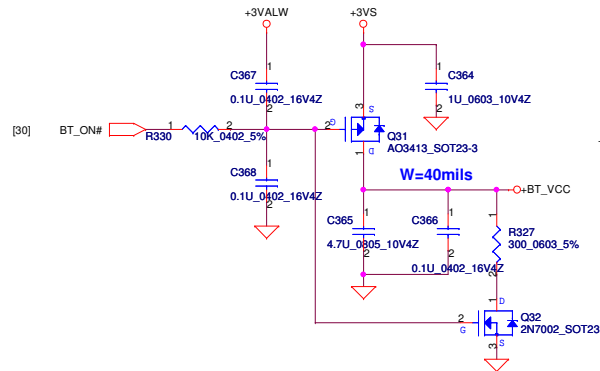 +3VALW
+3VS
1
C367
0.1U_0402_16V4Z
2
1
C364
1U_0603_10V4Z
2
3
S
[30]
BT_ON#
1
2
R330
10K_0402_5%
2
G
Q31
AO3413_SOT23-3
1
D
1
C368
0.1U_0402_16V4Z
2
W=40mils
+BT_VCC
1
C365
4.7U_0805_10V4Z
2
1
C366
0.1U_0402_16V4Z
2
1
R327
300_0603_5%
2
1
D
2
G
Q32
2N7002_SOT23
3
S